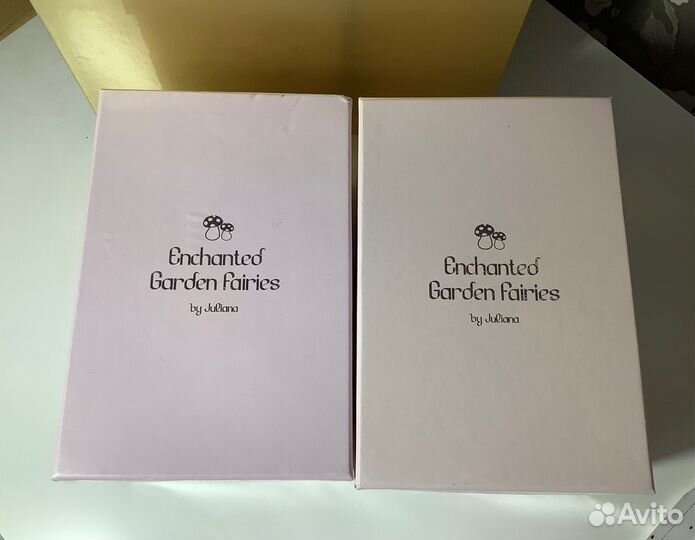 Enchanted
Garden Fairies
by Juliana
Enchanted
Garden Fairies
by Juliana
Avito